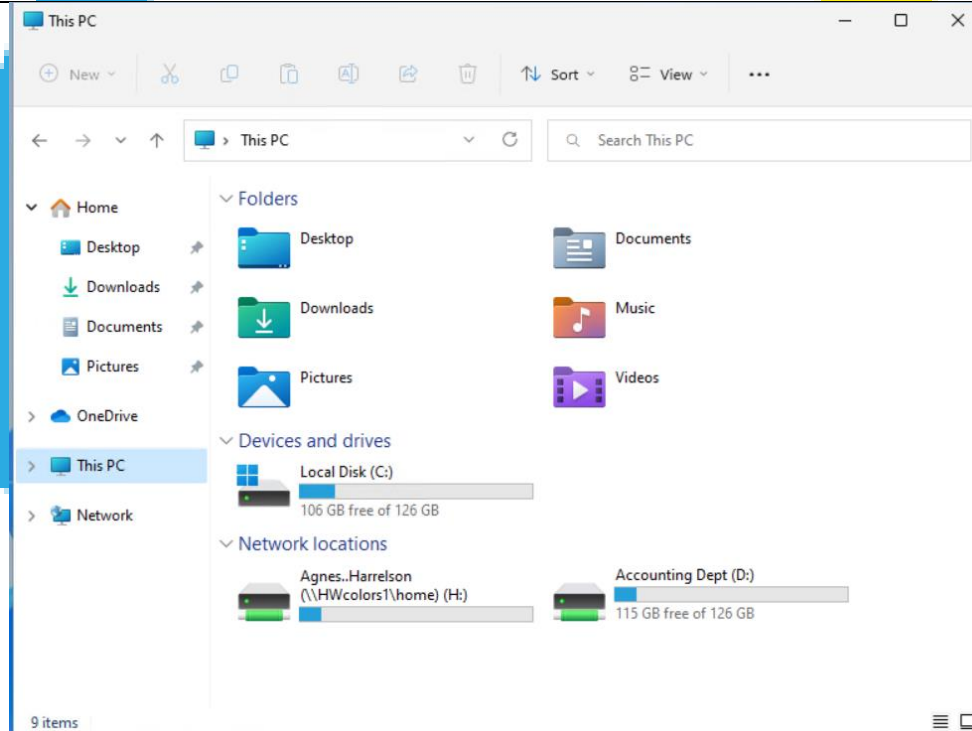 This PC
New
Sort
View
This PC
Search This PC
Home
Desktop
Downloads
Documents
Pictures
OneDrive
This PC
Network
Folders
Desktop
Documents
Downloads
Music
Pictures
Videos
Devices and drives
Local Disk (C:)
106 GB free of 126 GB
Network locations
Agnes..Harrelson
(\\HWcolors1\home) (H:)
Accounting Dept (D:)
115 GB free of 126 GB
9 items